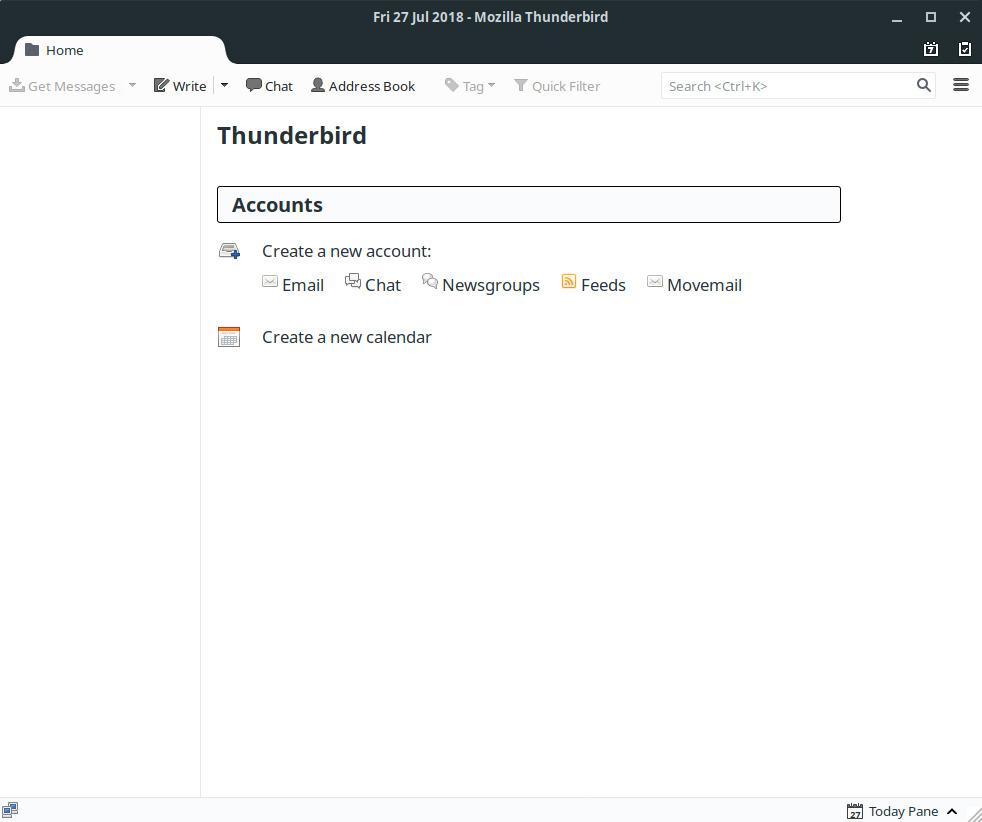 Fri 27 Jul 2018 - Mozilla Thunderbird
Home
7
Get Messages Write Chat Address Book Tag Quick Filter Search <Ctrl+K>
Thunderbird
Accounts
Create a new account:
Email Chat Newsgroups Feeds Movemail
Create a new calendar
27 Today Pane